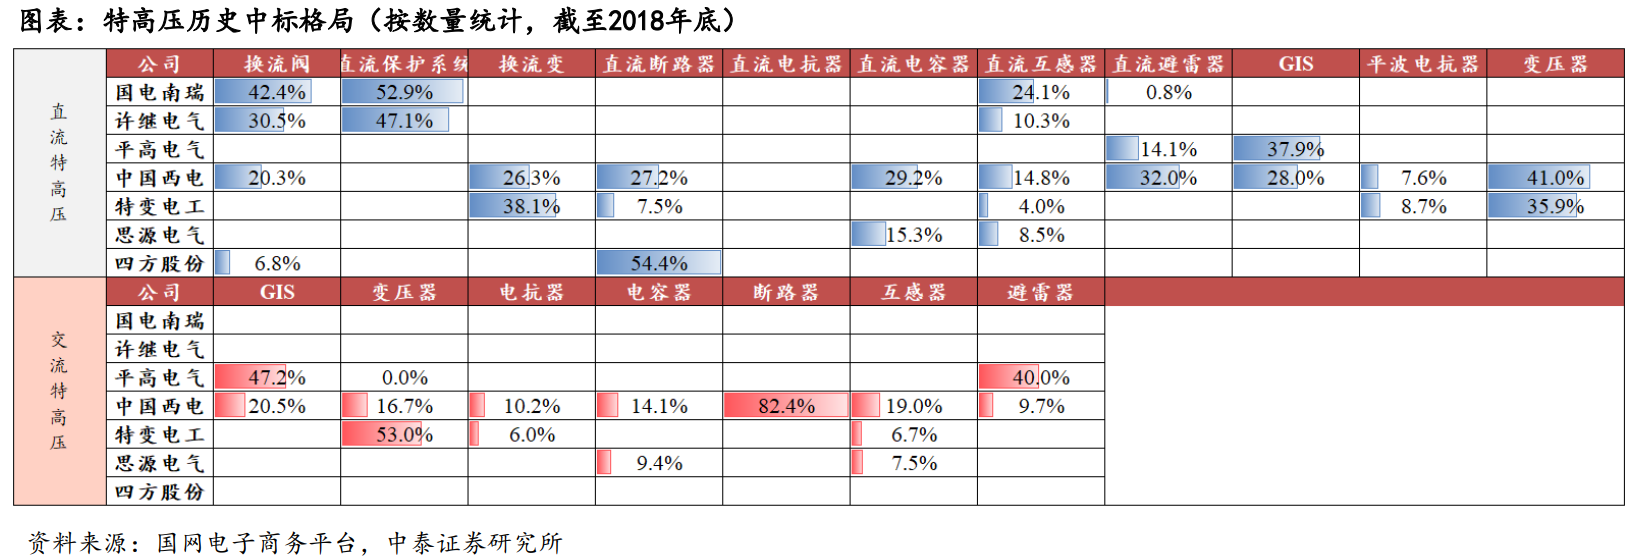 图表：特高压历史中标格局（按数量统计，截至2018年底）
直流特高压
公司 换流阀 直流保护系统 换流变 直流断路器 直流电抗器 直流电容器 直流互感器 直流避雷器 GIS 平波电抗器 变压器
国电南瑞 42.4% 52.9% 24.1% 0.8%
许继电气 30.5% 47.1% 10.3%
平高电气 14.1% 37.9%
中国西电 20.3% 26.3% 27.2% 29.2% 14.8% 32.0% 28.0% 7.6% 41.0%
特变电工 38.1% 7.5% 4.0% 8.7% 35.9%
思源电气 15.3% 8.5%
四方股份 6.8% 54.4%
交流特高压
公司 GIS 变压器 电抗器 电容器 断路器 互感器 避雷器
国电南瑞
许继电气
平高电气 47.2% 0.0% 40.0%
中国西电 20.5% 16.7% 10.2% 14.1% 82.4% 19.0% 9.7%
特变电工 53.0% 6.0% 6.7%
思源电气 9.4% 7.5%
四方股份
资料来源：国网电子商务平台，中泰证券研究所